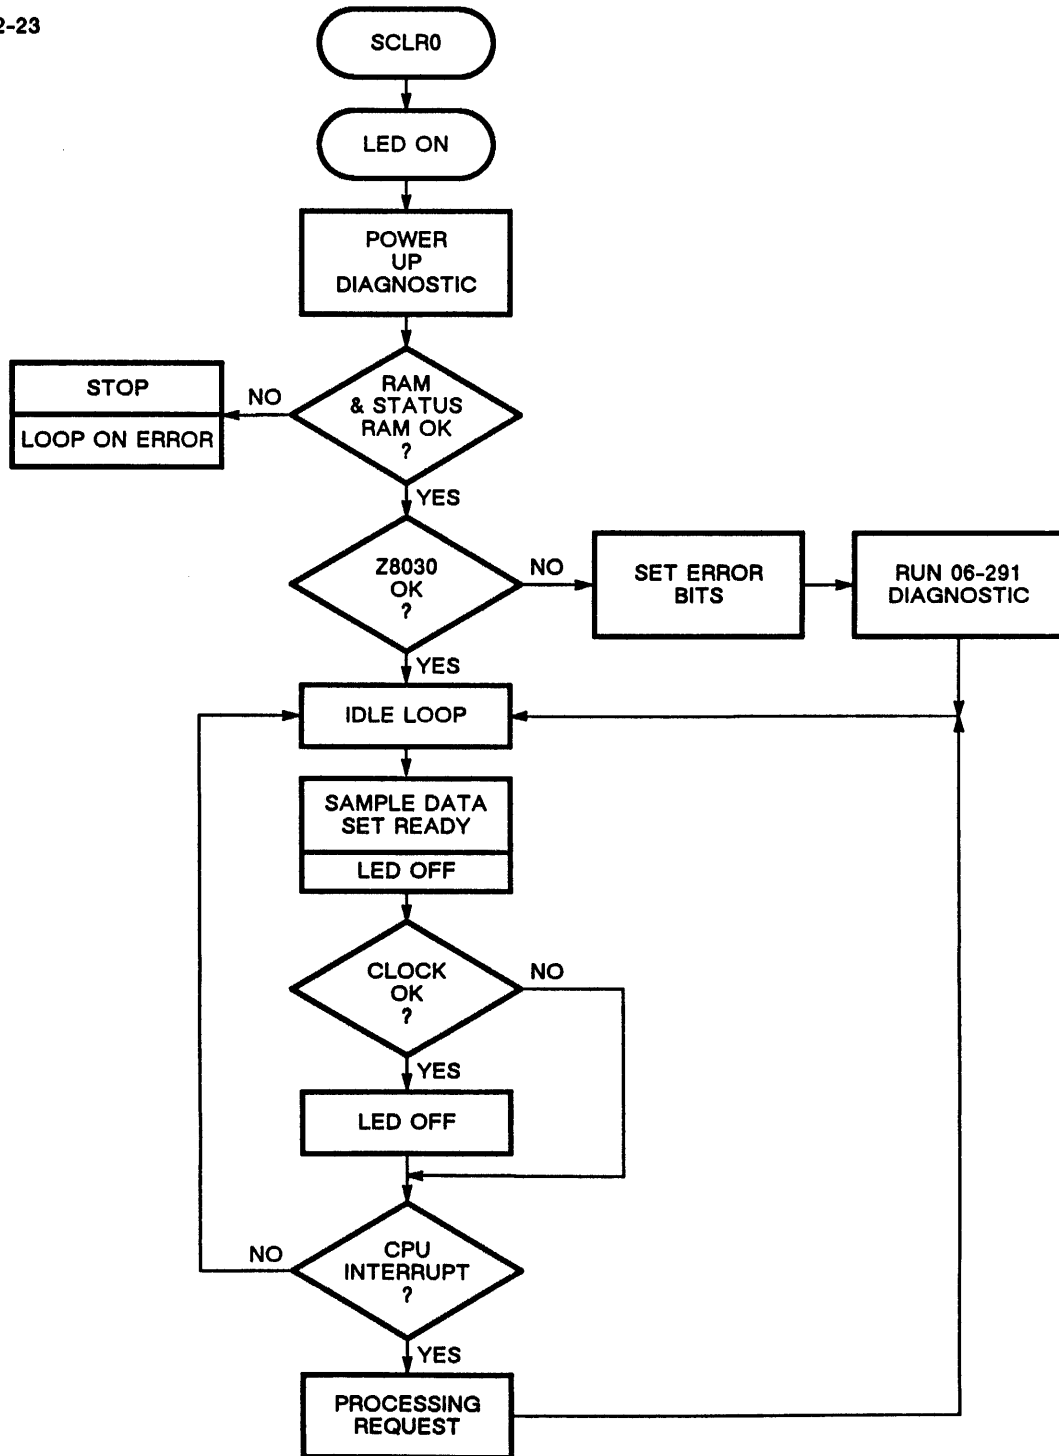 2-23
SCLR0
LED ON
POWER
UP
DIAGNOSTIC
STOP
LOOP ON ERROR
NO
RAM
& STATUS
RAM OK
?
YES
Z8030
OK
?
NO
SET ERROR
BITS
RUN 06-291
DIAGNOSTIC
YES
IDLE LOOP
SAMPLE DATA
SET READY
LED OFF
CLOCK
OK
?
NO
YES
LED OFF
NO
CPU
INTERRUPT
?
YES
PROCESSING
REQUEST